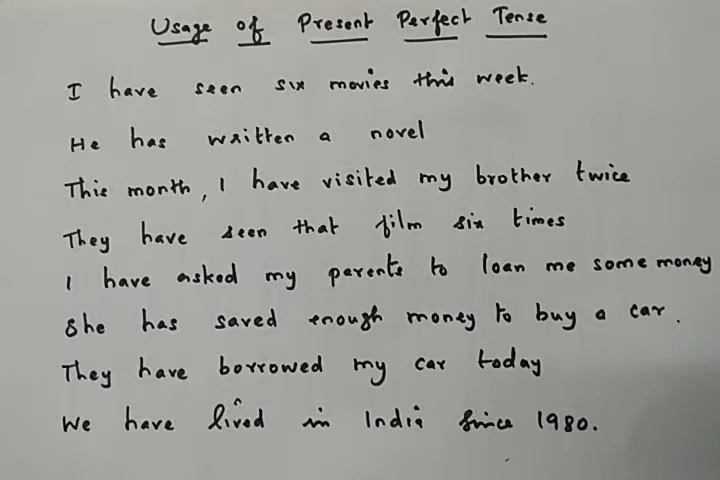 Usage of Present Perfect Tense
I have seen six movies this week.
He has written a novel
This month, I have visited my brother twice
They have seen that film six times
I have asked my parents to loan me some money
She has saved enough money to buy a car.
They have borrowed my car today
We have lived in India since 1980.